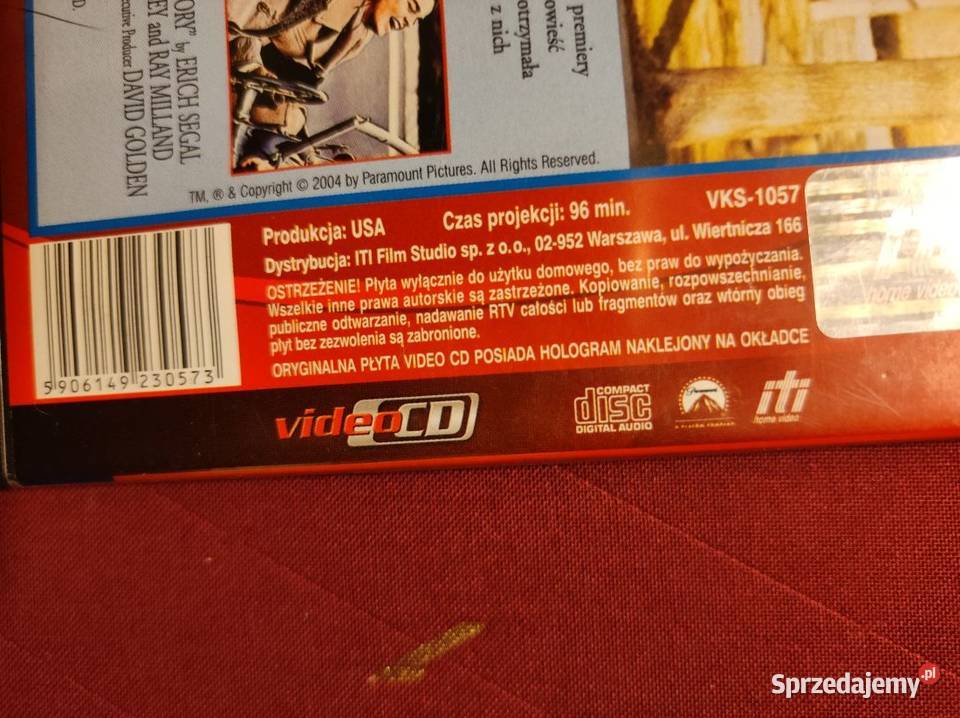 D.
ecutive Producer DAVID GOLDEN
EY and RAY MILLAND
ORY" by ERICH SEGAL
premiery
owieść
otrzymała
z nich
TM, ® & Copyright © 2004 by Paramount Pictures. All Rights Reserved.
Produkcja: USA Czas projekcji: 96 min. VKS-1057
Dystrybucja: ITI Film Studio sp. z o.o., 02-952 Warszawa, ul. Wiertnicza 166
OSTRZEŻENIE! Płyta wyłącznie do użytku domowego, bez praw do wypożyczania.
Wszelkie inne prawa autorskie są zastrzeżone. Kopiowanie, rozpowszechnianie,
publiczne odtwarzanie, nadawanie RTV całości lub fragmentów oraz wtórny obieg
płyt bez zezwolenia są zabronione.
ORYGINALNA PŁYTA VIDEO CD POSIADA HOLOGRAM NAKLEJONY NA OKŁADCE
5906149230573
home video
videoCD
COMPACT
disc
DIGITAL AUDIO
Paramount
iti
home video
Sprzedajemy.pl